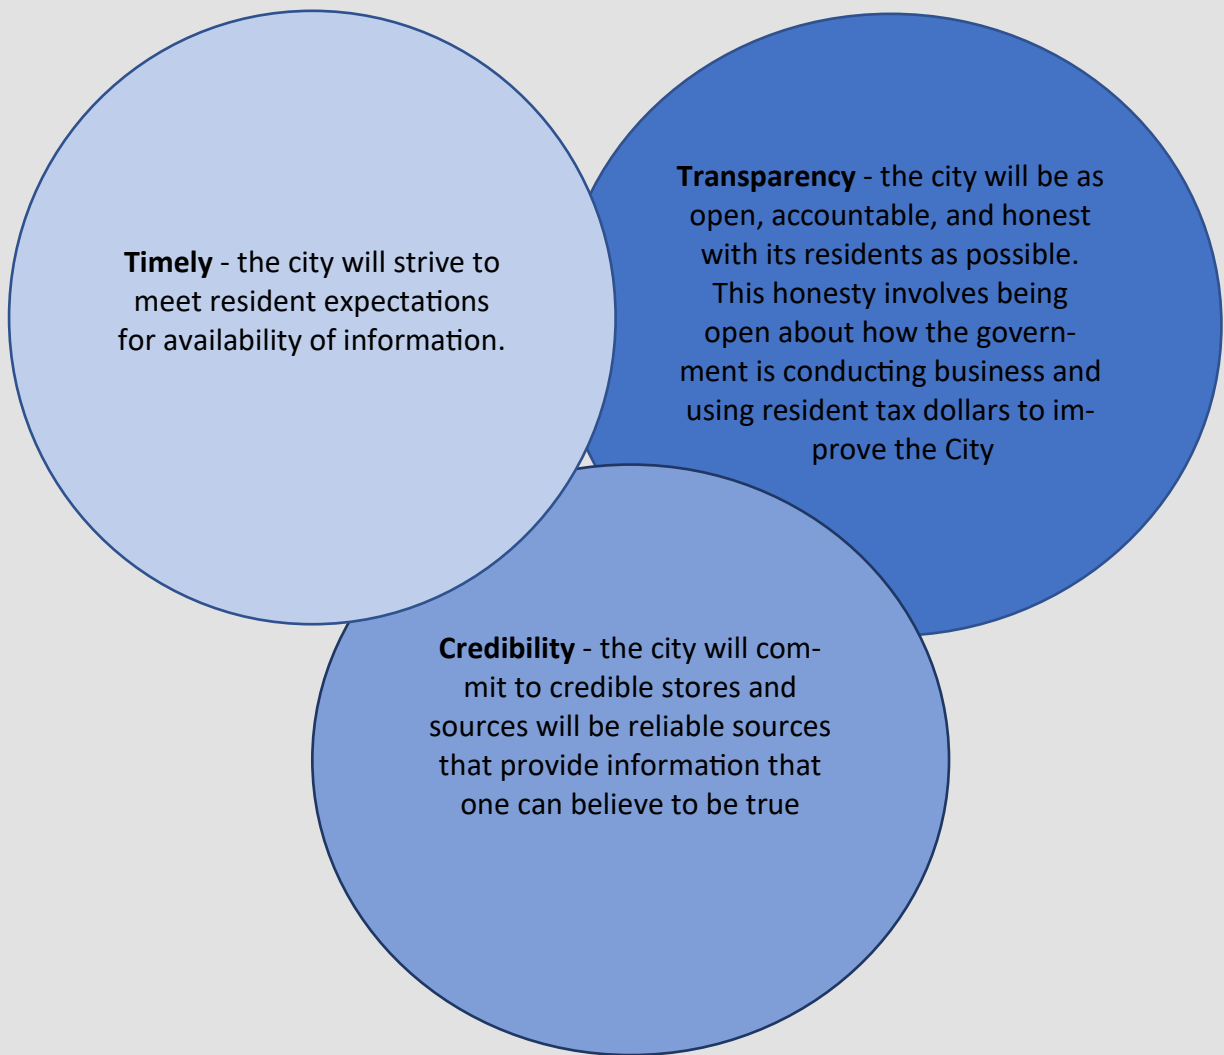 Timely - the city will strive to
meet resident expectations
for availability of information.
Transparency - the city will be as
open, accountable, and honest
with its residents as possible.
This honesty involves being
open about how the govern-
ment is conducting business and
using resident tax dollars to im-
prove the City
Credibility - the city will com-
mit to credible stores and
sources will be reliable sources
that provide information that
one can believe to be true